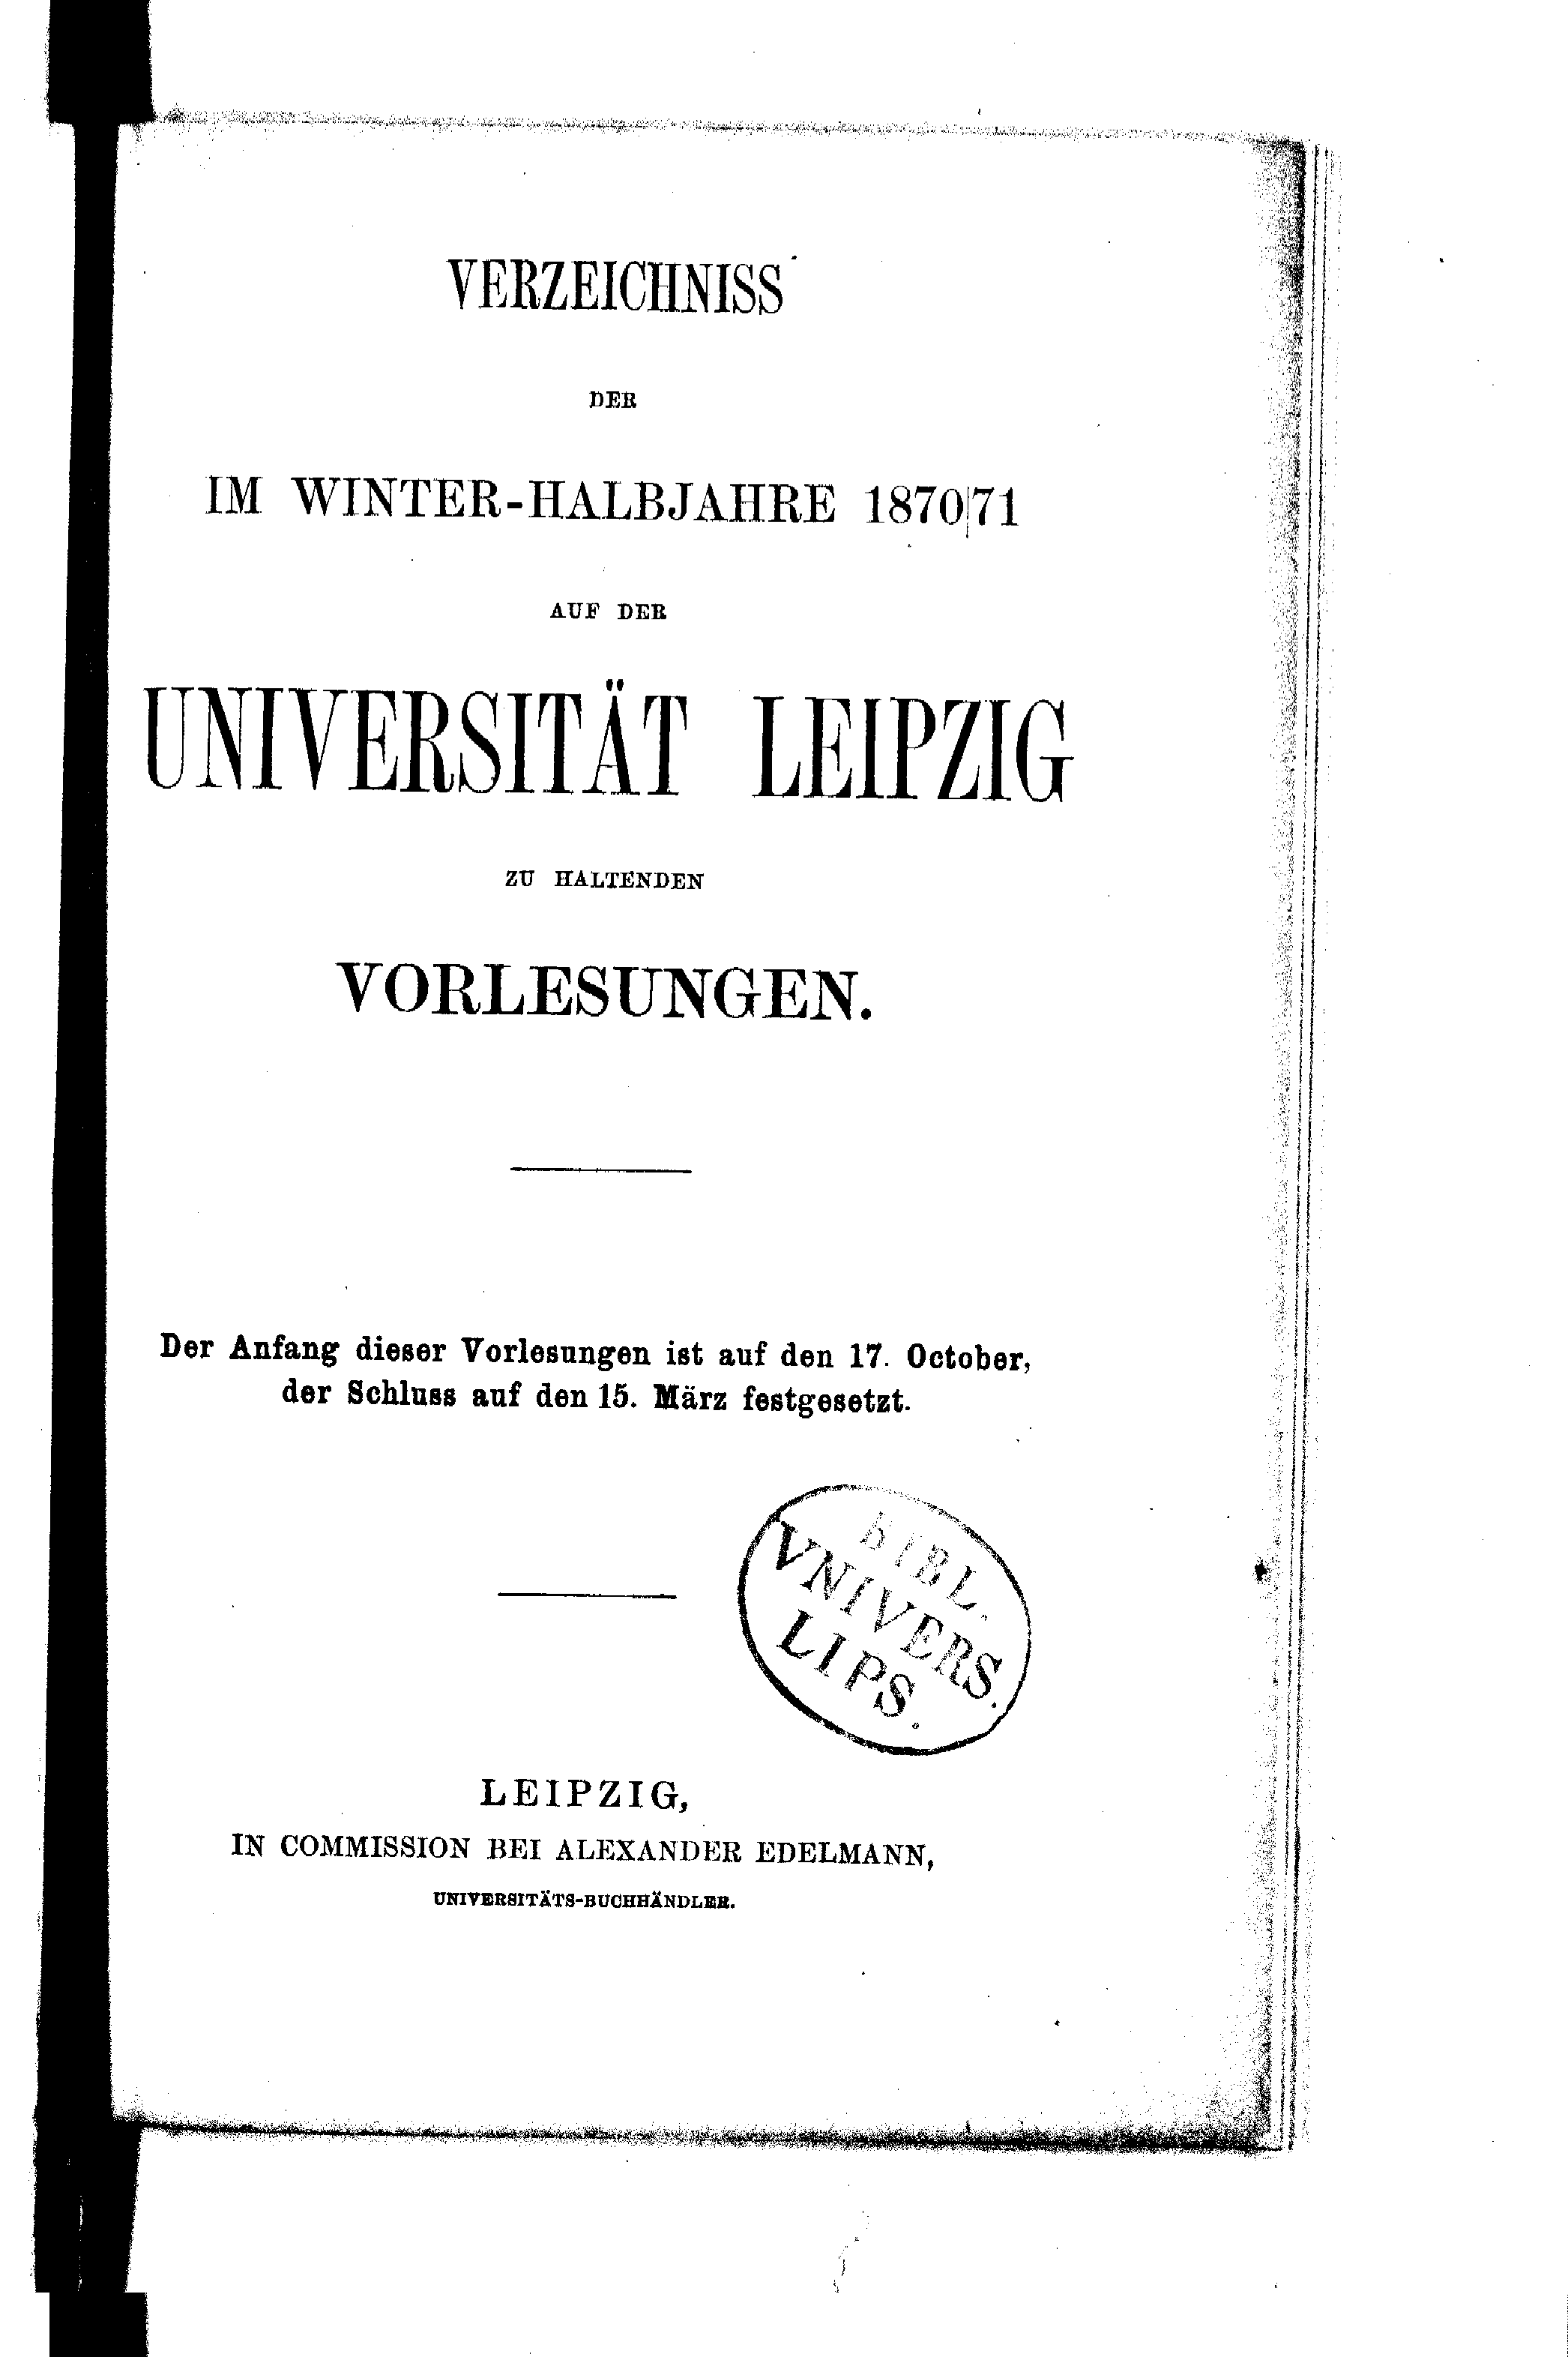 VERZEICHNISS
DER
IM WINTER-HALBJAHRE 1870|71
AUF DER
UNIVERSITÄT LEIPZIG
ZU HALTENDEN
VORLESUNGEN.
Der Anfang dieser Vorlesungen ist auf den 17. October,
der Schluss auf den 15. März festgesetzt.
BIBL.
VNIVERS.
LIPS.
LEIPZIG,
IN COMMISSION BEI ALEXANDER EDELMANN,
UNIVERSITÄTS-BUCHHÄNDLER.